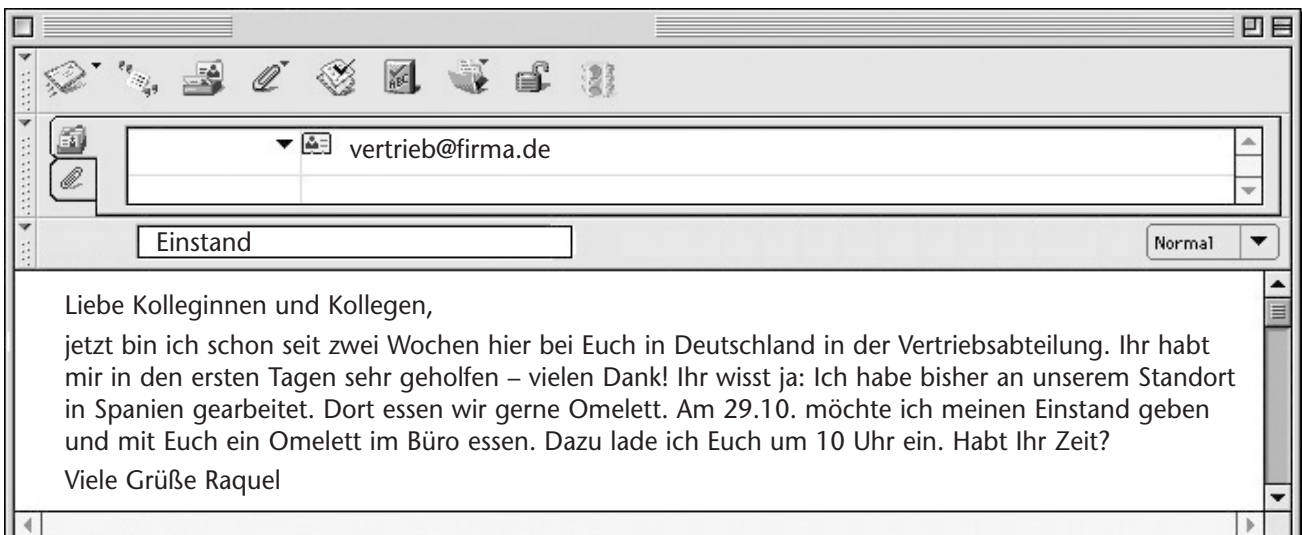 vertrieb@firma.de
Einstand
Normal
Liebe Kolleginnen und Kollegen,
jetzt bin ich schon seit zwei Wochen hier bei Euch in Deutschland in der Vertriebsabteilung. Ihr habt
mir in den ersten Tagen sehr geholfen – vielen Dank! Ihr wisst ja: Ich habe bisher an unserem Standort
in Spanien gearbeitet. Dort essen wir gerne Omelett. Am 29.10. möchte ich meinen Einstand geben
und mit Euch ein Omelett im Büro essen. Dazu lade ich Euch um 10 Uhr ein. Habt Ihr Zeit?
Viele Grüße Raquel